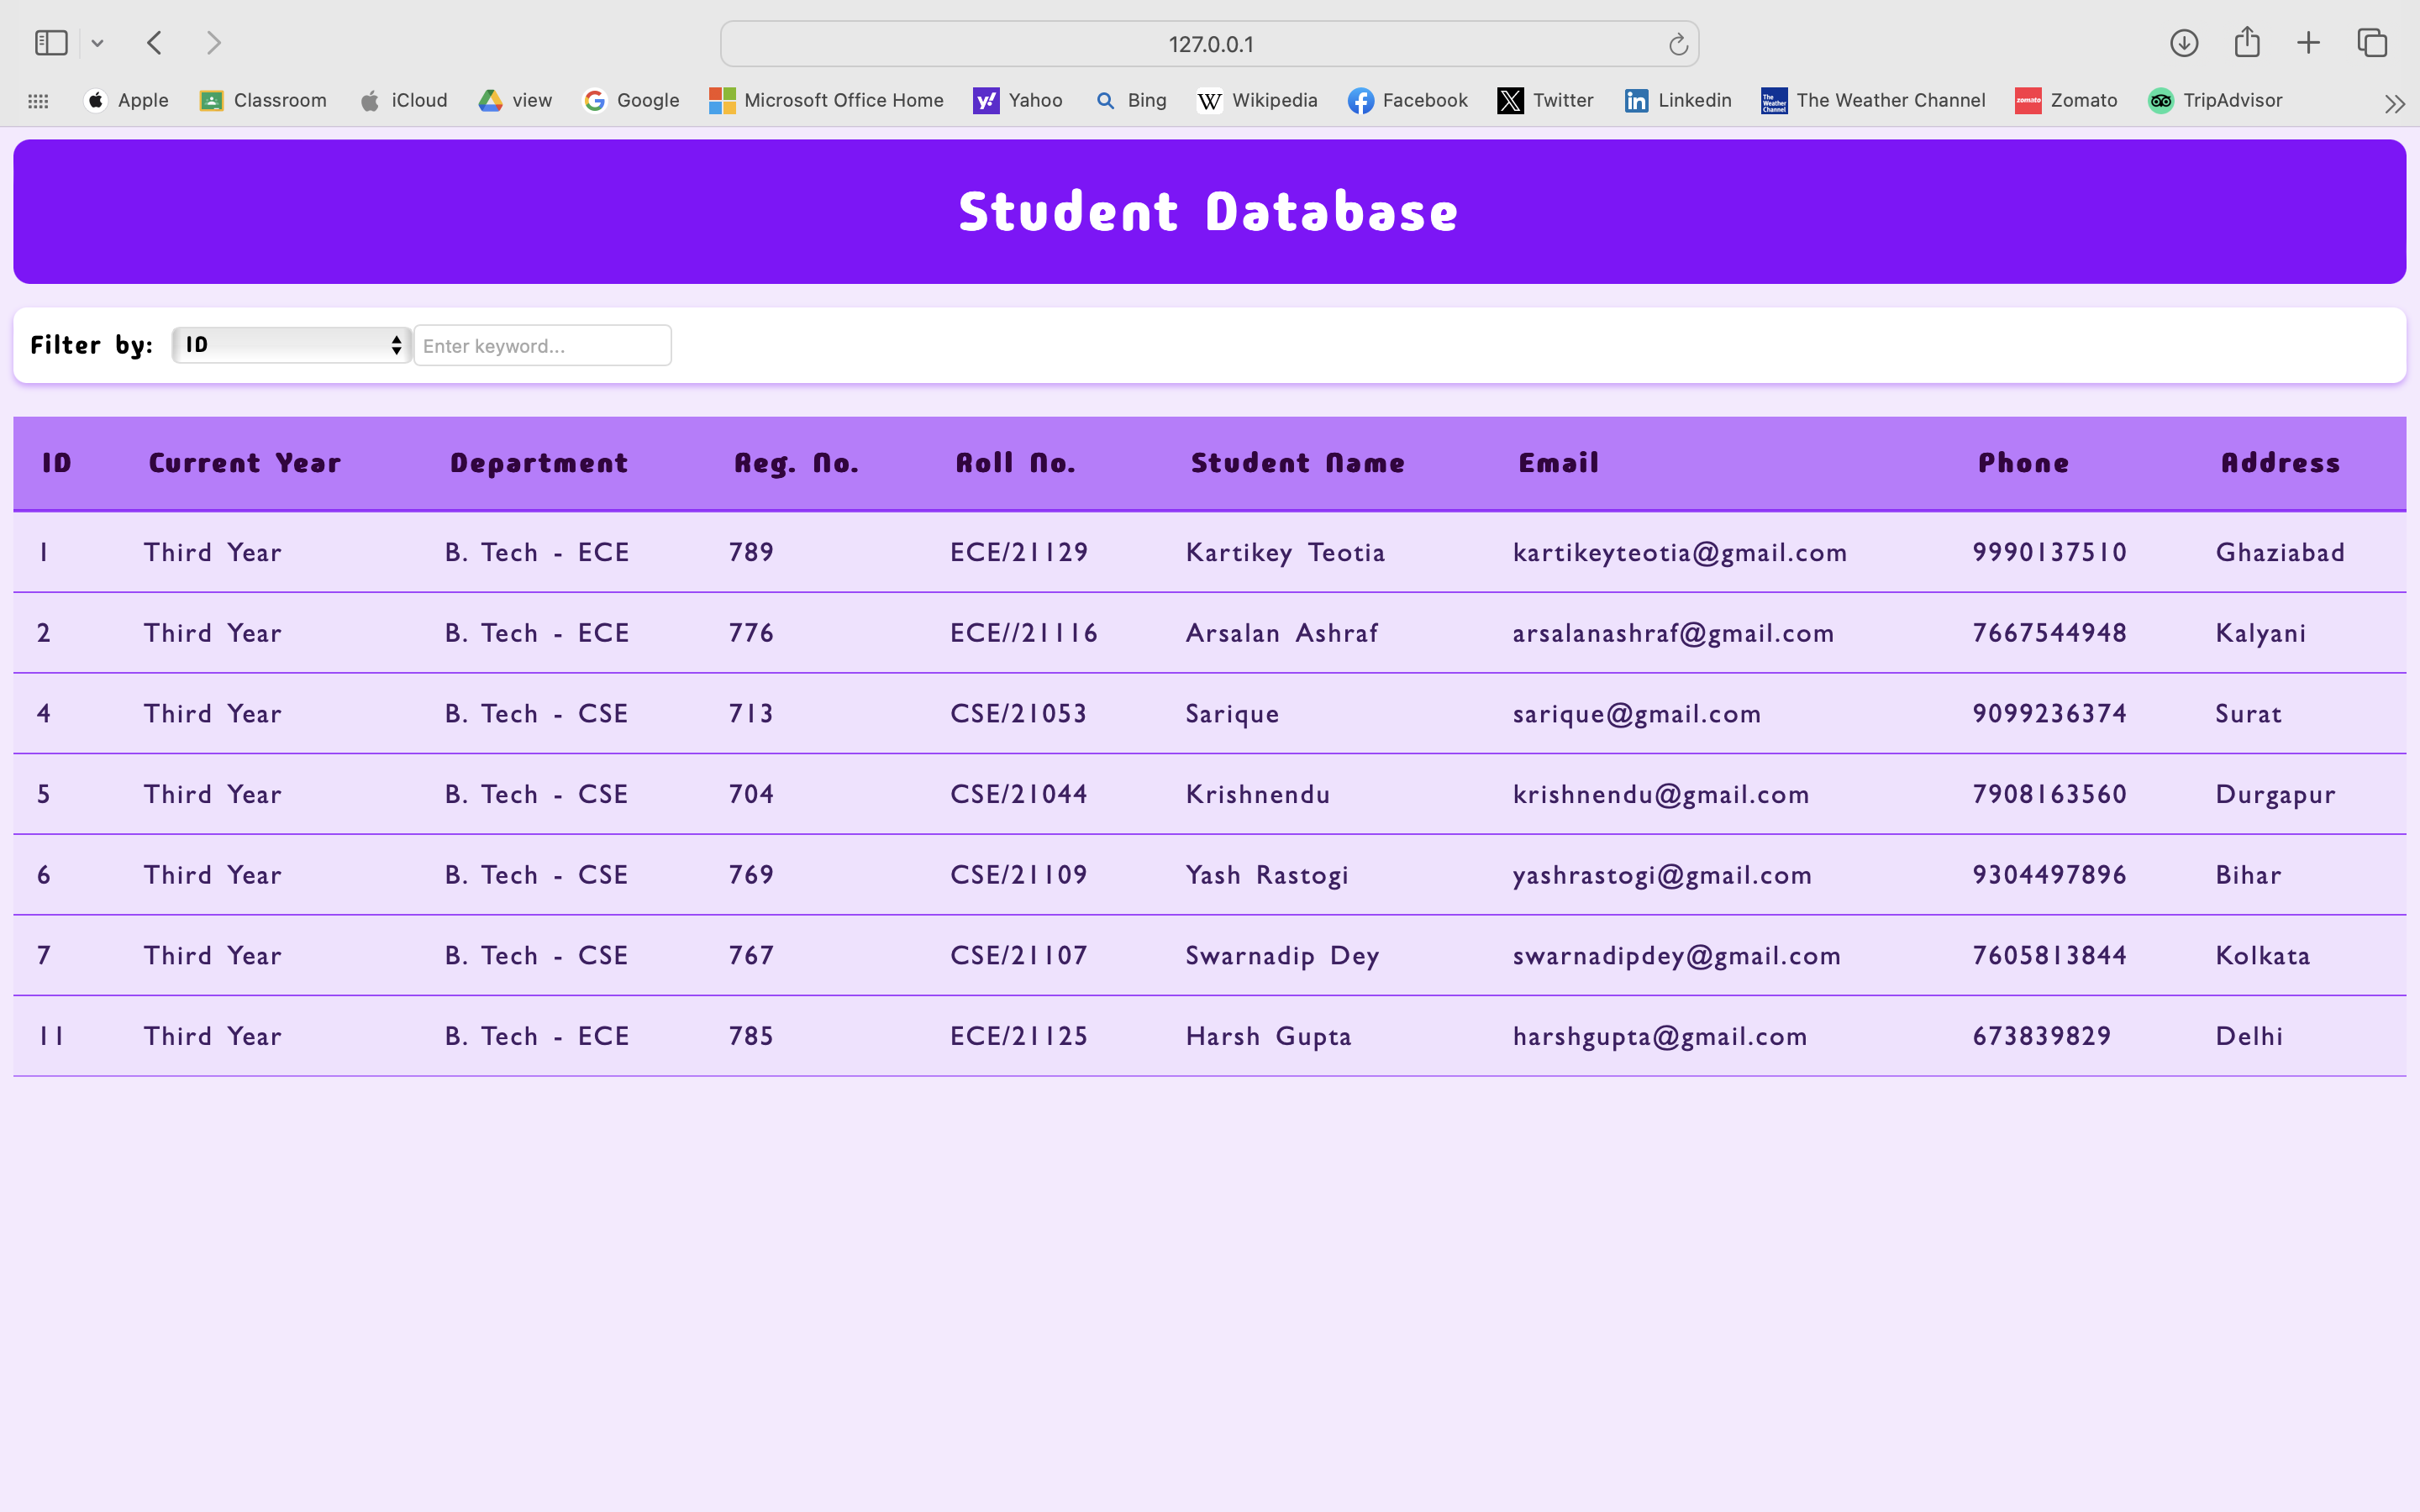 127.0.0.1
Apple Classroom iCloud view Google Microsoft Office Home Yahoo Bing Wikipedia Facebook Twitter Linkedin The Weather Channel Zomato TripAdvisor
Student Database
Filter by: ID Enter keyword...
ID Current Year Department Reg. No. Roll No. Student Name Email Phone Address
1 Third Year B. Tech - ECE 789 ECE/21129 Kartikey Teotia kartikeyteotia@gmail.com 9990137510 Ghaziabad
2 Third Year B. Tech - ECE 776 ECE//21116 Arsalan Ashraf arsalanashraf@gmail.com 7667544948 Kalyani
4 Third Year B. Tech - CSE 713 CSE/21053 Sarique sarique@gmail.com 9099236374 Surat
5 Third Year B. Tech - CSE 704 CSE/21044 Krishnendu krishnendu@gmail.com 7908163560 Durgapur
6 Third Year B. Tech - CSE 769 CSE/21109 Yash Rastogi yashrastogi@gmail.com 9304497896 Bihar
7 Third Year B. Tech - CSE 767 CSE/21107 Swarnadip Dey swarnadipdey@gmail.com 7605813844 Kolkata
11 Third Year B. Tech - ECE 785 ECE/21125 Harsh Gupta harshgupta@gmail.com 673839829 Delhi